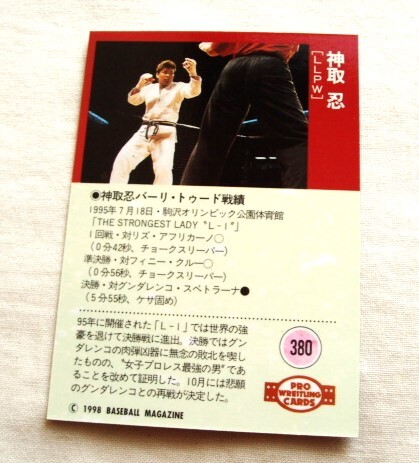 神取 忍
[LLPW]
●神取忍バーリ・トゥード戦績
1995年7月18日・駒沢オリンピック公園体育館
「THE STRONGEST LADY "L-1"」
1回戦・対リズ・アフリカーノ○
(0分42秒、チョークスリーパー)
準決勝・対フィニー・クルー○
(0分56秒、チョークスリーパー)
決勝・対グンダレンコ・スベトラーナ●
(5分55秒、ケサ固め)
95年に開催された「L-1」では世界の強
豪を退けて決勝戦に進出。決勝ではグン
ダレンコの肉弾凶器に無念の敗北を喫し
たものの、"女子プロレス最強の男"であ
ることを改めて証明した。10月には悲願
のグンダレンコとの再戦が決定した。
380
PRO
WRESTLING
CARDS
© 1998 BASEBALL MAGAZINE